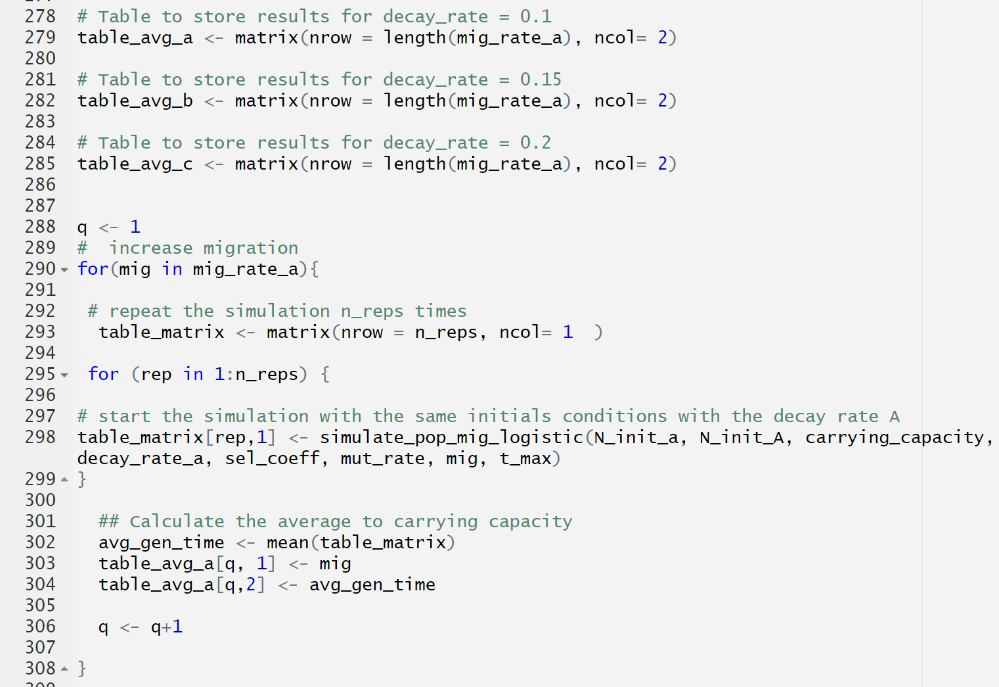 278 # Table to store results for decay_rate = 0.1
279 table_avg_a <- matrix(nrow = length(mig_rate_a), ncol= 2)
280
281 # Table to store results for decay_rate = 0.15
282 table_avg_b <- matrix(nrow = length(mig_rate_a), ncol= 2)
283
284 # Table to store results for decay_rate = 0.2
285 table_avg_c <- matrix(nrow = length(mig_rate_a), ncol= 2)
286
287
288 q <- 1
289 #  increase migration
290 for(mig in mig_rate_a){
291
292  # repeat the simulation n_reps times
293   table_matrix <- matrix(nrow = n_reps, ncol= 1  )
294
295  for (rep in 1:n_reps) {
296
297 # start the simulation with the same initials conditions with the decay rate A
298 table_matrix[rep,1] <- simulate_pop_mig_logistic(N_init_a, N_init_A, carrying_capacity,
decay_rate_a, sel_coeff, mut_rate, mig, t_max)
299 }
300
301   ## Calculate the average to carrying capacity
302   avg_gen_time <- mean(table_matrix)
303   table_avg_a[q, 1] <- mig
304   table_avg_a[q,2] <- avg_gen_time
305
306   q <- q+1
307
308 }